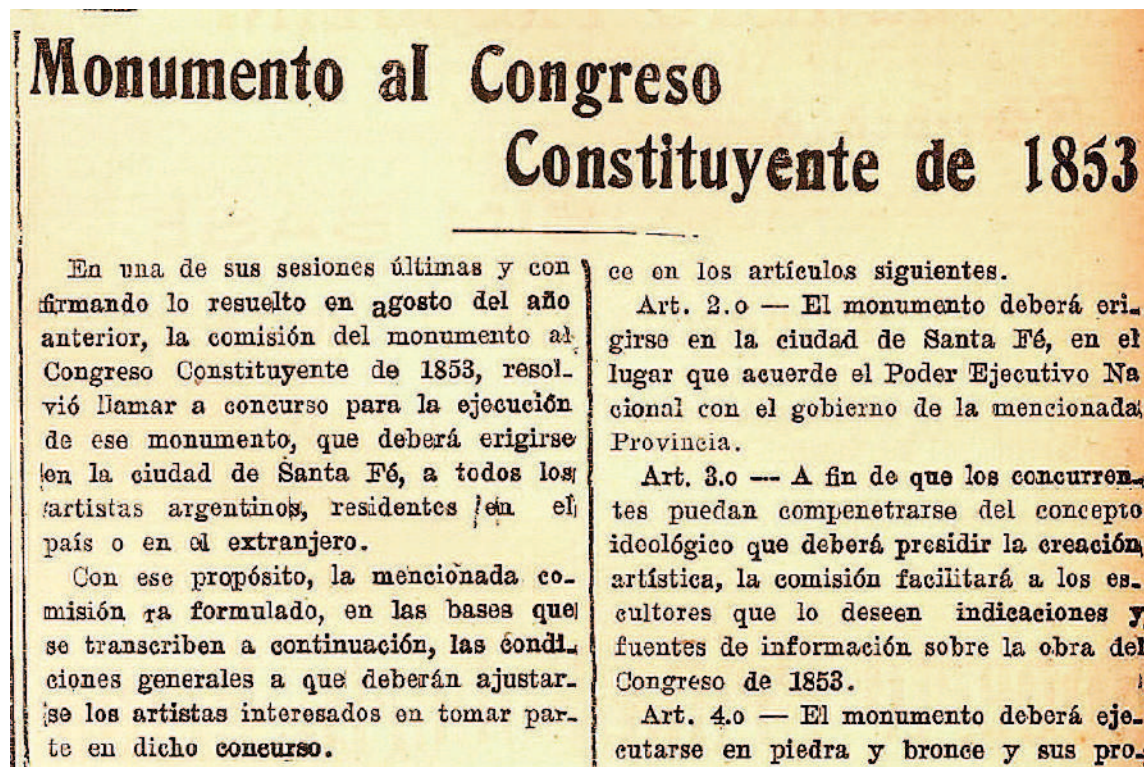 Monumento al Congreso
Constituyente de 1853
En una de sus sesiones últimas y con
firmando lo resuelto en agosto del año
anterior, la comisión del monumento al
Congreso Constituyente de 1853, resol-
vió llamar a concurso para la ejecución
de ese monumento, que deberá erigirse
en la ciudad de Santa Fé, a todos los
artistas argentinos, residentes en el
país o en el extranjero.
Con ese propósito, la mencionada co-
misión ra formulado, en las bases que
se transcriben a continuación, las condi-
ciones generales a que deberán ajustar-
se los artistas interesados en tomar par-
te en dicho concurso.
ce en los artículos siguientes.
Art. 2.o — El monumento deberá eri-
girse en la ciudad de Santa Fé, en el
lugar que acuerde el Poder Ejecutivo Na
cional con el gobierno de la mencionada
Provincia.
Art. 3.o — A fin de que los concurren-
tes puedan compenetrarse del concepto
ideológico que deberá presidir la creación
artística, la comisión facilitará a los es-
cultores que lo deseen indicaciones y
fuentes de información sobre la obra del
Congreso de 1853.
Art. 4.o — El monumento deberá eje-
cutarse en piedra y bronce y sus pro-